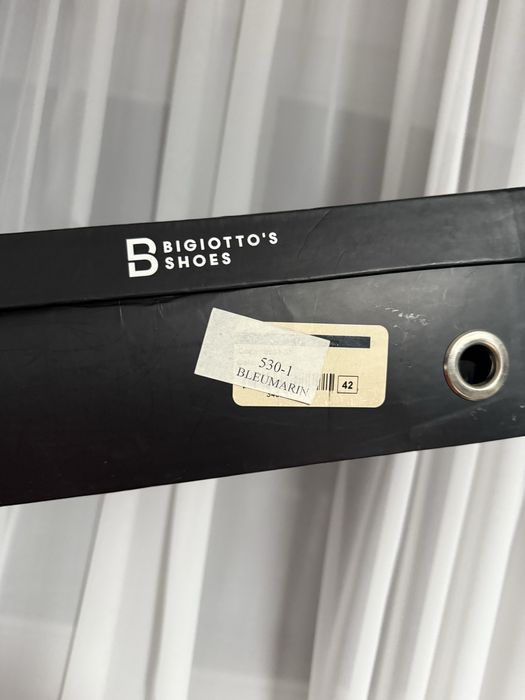 BIGIOTTO'S
SHOES
530-1
BLEUMARIN
42